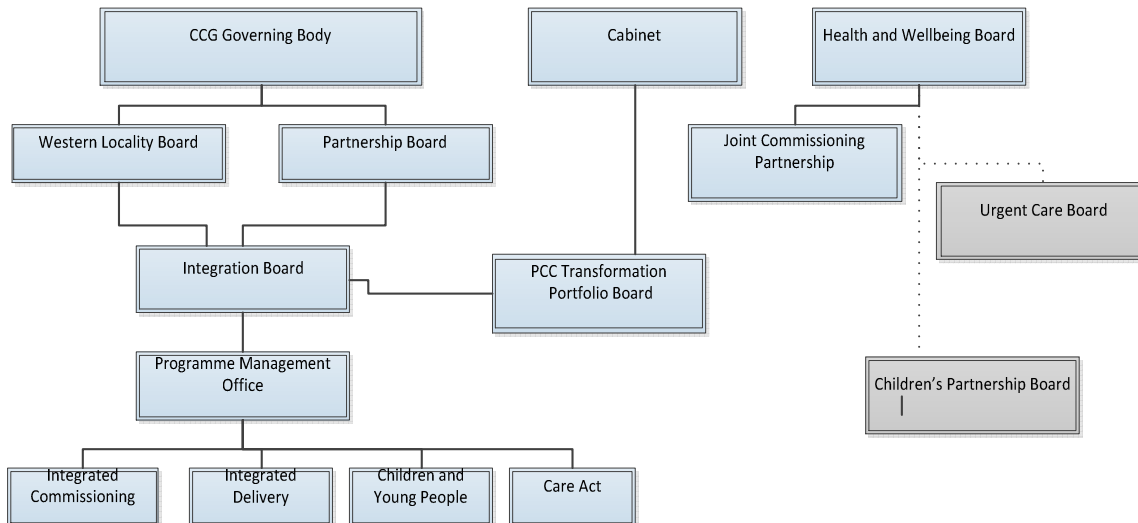 CCG Governing Body
Cabinet
Health and Wellbeing Board
Western Locality Board
Partnership Board
Joint Commissioning
Partnership
Urgent Care Board
Integration Board
PCC Transformation
Portfolio Board
Programme Management
Office
Children’s Partnership Board
Integrated
Commissioning
Integrated
Delivery
Children and
Young People
Care Act